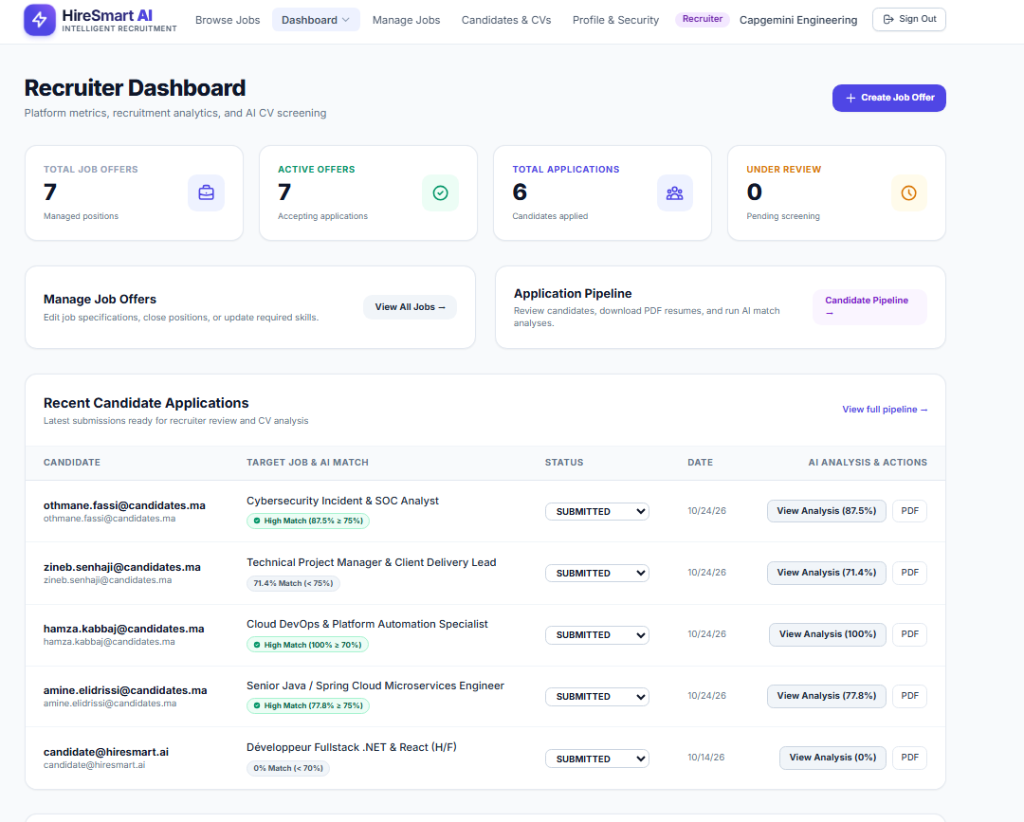 HireSmart AI
INTELLIGENT RECRUITMENT
Browse Jobs
Dashboard
Manage Jobs
Candidates & CVs
Profile & Security
Recruiter
Capgemini Engineering
Sign Out
Recruiter Dashboard
Platform metrics, recruitment analytics, and AI CV screening
+ Create Job Offer
TOTAL JOB OFFERS
7
Managed positions
ACTIVE OFFERS
7
Accepting applications
TOTAL APPLICATIONS
6
Candidates applied
UNDER REVIEW
0
Pending screening
Manage Job Offers
Edit job specifications, close positions, or update required skills.
View All Jobs →
Application Pipeline
Review candidates, download PDF resumes, and run AI match
analyses.
Candidate Pipeline
→
Recent Candidate Applications
Latest submissions ready for recruiter review and CV analysis
View full pipeline →
CANDIDATE TARGET JOB & AI MATCH STATUS DATE AI ANALYSIS & ACTIONS
othmane.fassi@candidates.ma
othmane.fassi@candidates.ma
Cybersecurity Incident & SOC Analyst
High Match (87.5% ≥ 75%)
SUBMITTED
10/24/26
View Analysis (87.5%)
PDF
zineb.senhaji@candidates.ma
zineb.senhaji@candidates.ma
Technical Project Manager & Client Delivery Lead
71.4% Match (< 75%)
SUBMITTED
10/24/26
View Analysis (71.4%)
PDF
hamza.kabbaj@candidates.ma
hamza.kabbaj@candidates.ma
Cloud DevOps & Platform Automation Specialist
High Match (100% ≥ 70%)
SUBMITTED
10/24/26
View Analysis (100%)
PDF
amine.elidrissi@candidates.ma
amine.elidrissi@candidates.ma
Senior Java / Spring Cloud Microservices Engineer
High Match (77.8% ≥ 75%)
SUBMITTED
10/24/26
View Analysis (77.8%)
PDF
candidate@hiresmart.ai
candidate@hiresmart.ai
Développeur Fullstack .NET & React (H/F)
0% Match (< 70%)
SUBMITTED
10/14/26
View Analysis (0%)
PDF